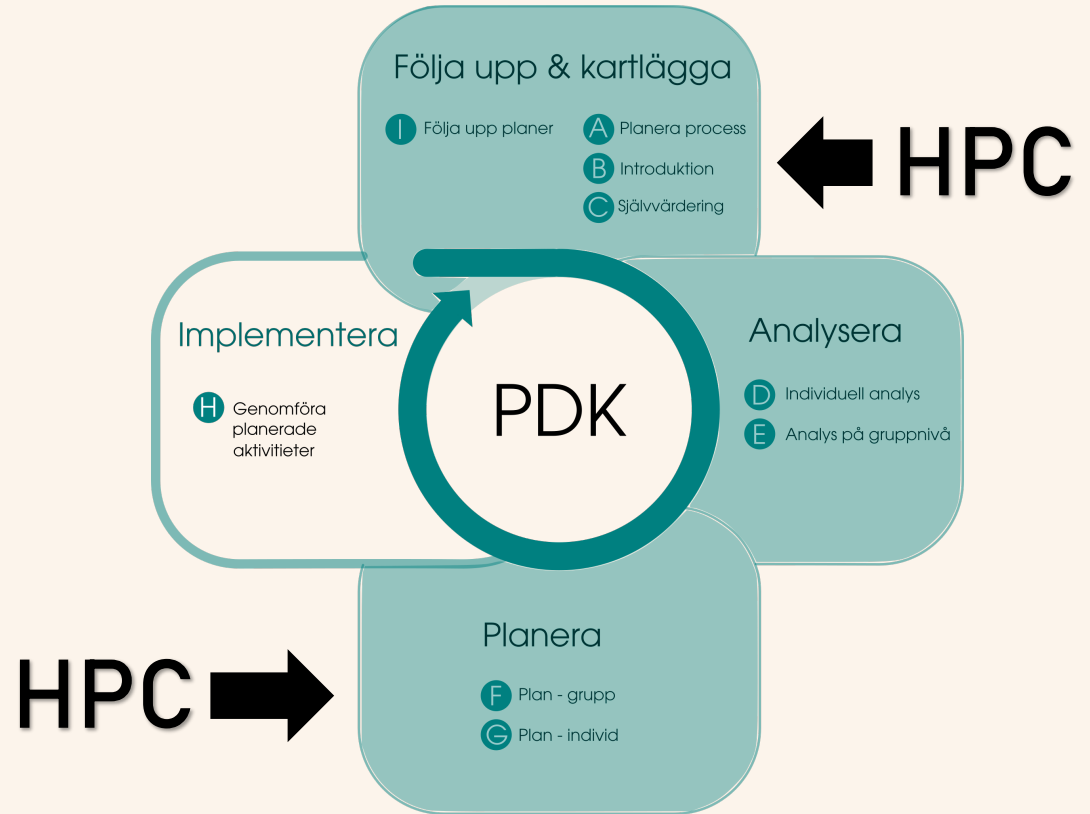 Följa upp & kartlägga
I Följa upp planer
A Planera process
B Introduktion
C Självvärdering
HPC
Implementera
H Genomföra
planerade
aktivitieter
PDK
Analysera
D Individuell analys
E Analys på gruppnivå
HPC
Planera
F Plan - grupp
G Plan - individ